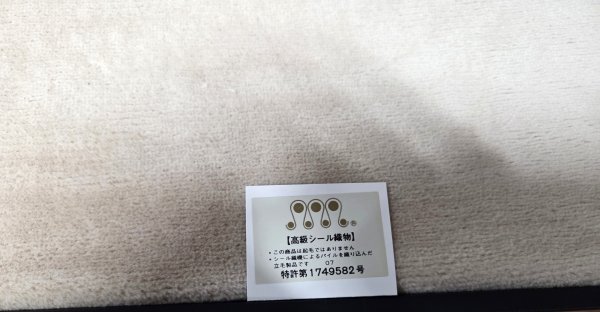 ®
【高級シール織物】
・この商品は起毛ではありません
・シール織機によるパイルを織り込んだ
立毛製品です 07
特許第1749582号